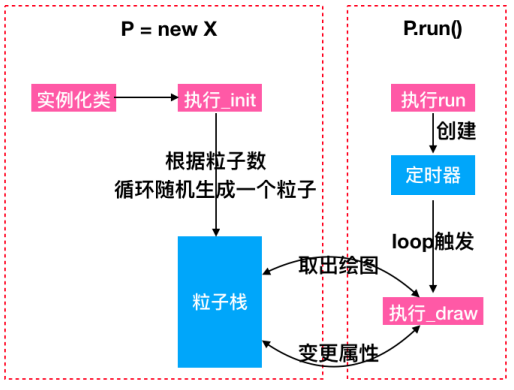 P = new X
实例化类
执行_init
根据粒子数
循环随机生成一个粒子
粒子栈
P.run()
执行run
创建
定时器
loop触发
取出绘图
执行_draw
变更属性